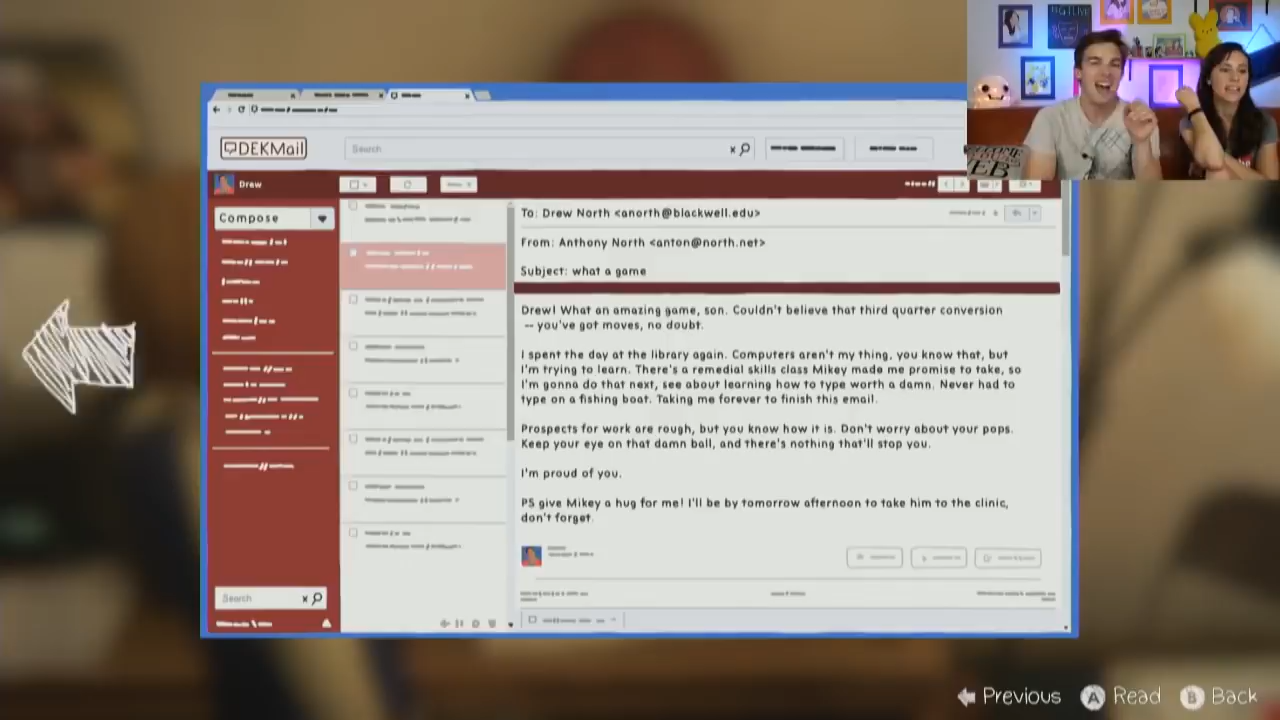 DEKMail
Search
Drew
Compose
To: Drew North <anorth@blackwell.edu>
From: Anthony North <anton@north.net>
Subject: what a game
Drew! What an amazing game, son. Couldn't believe that third quarter conversion
-- you've got moves, no doubt.
I spent the day at the library again. Computers aren't my thing, you know that, but
I'm trying to learn. There's a remedial skills class Mikey made me promise to take, so
I'm gonna do that next, see about learning how to type worth a damn. Never had to
type on a fishing boat. Taking me forever to finish this email.
Prospects for work are rough, but you know how it is. Don't worry about your pops.
Keep your eye on that damn ball, and there's nothing that'll stop you.
I'm proud of you.
PS give Mikey a hug for me! I'll be by tomorrow afternoon to take him to the clinic,
don't forget.
Search
Previous
A Read
B Back